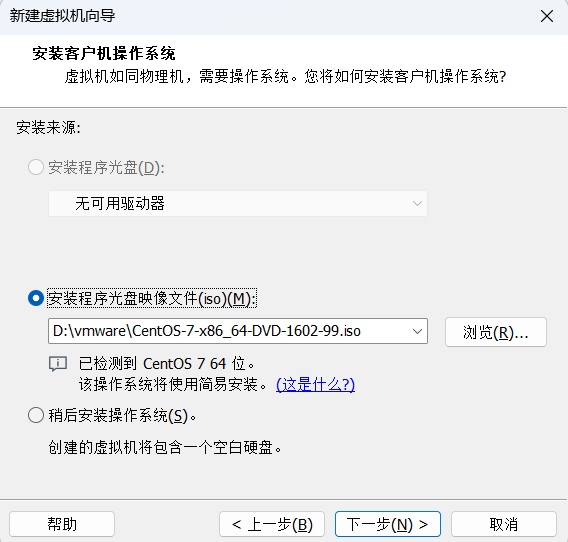 新建虚拟机向导
安装客户机操作系统
虚拟机如同物理机，需要操作系统。您将如何安装客户机操作系统?
安装来源:
安装程序光盘(D):
无可用驱动器
安装程序光盘映像文件(iso)(M):
D:\vmware\CentOS-7-x86_64-DVD-1602-99.iso
浏览(R)...
已检测到 CentOS 7 64 位。
该操作系统将使用简易安装。 (这是什么?)
稍后安装操作系统(S)。
创建的虚拟机将包含一个空白硬盘。
帮助
< 上一步(B)
下一步(N) >
取消